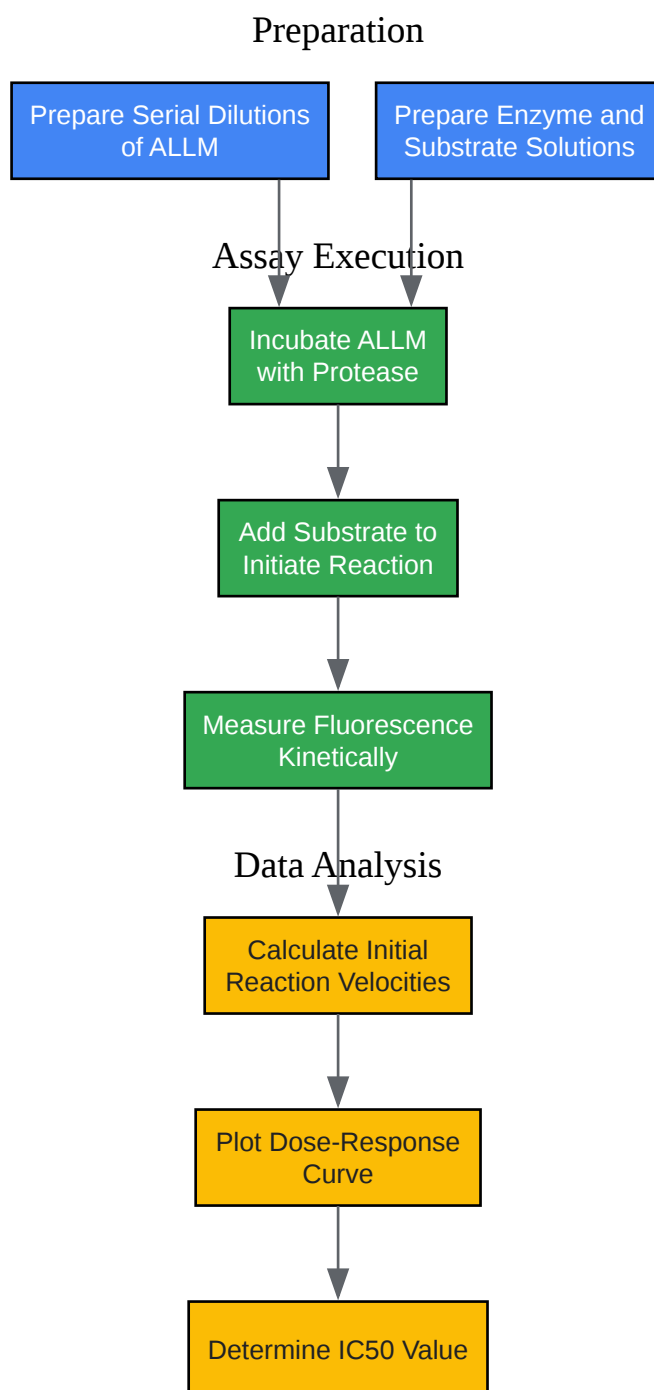 Preparation
Prepare Serial Dilutions
of ALLM
Prepare Enzyme and
Substrate Solutions
Assay Execution
Incubate ALLM
with Protease
Add Substrate to
Initiate Reaction
Measure Fluorescence
Kinetically
Data Analysis
Calculate Initial
Reaction Velocities
Plot Dose-Response
Curve
Determine IC50 Value